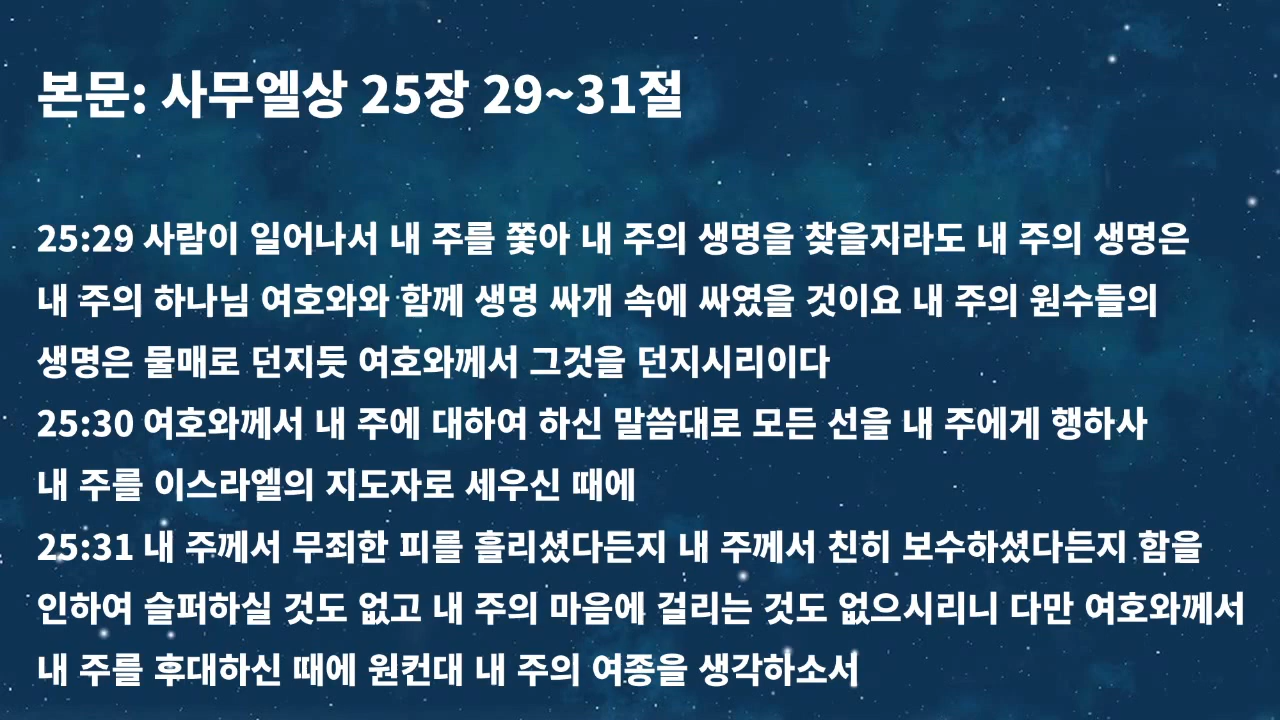 본문: 사무엘상 25장 29~31절
25:29 사람이 일어나서 내 주를 쫓아 내 주의 생명을 찾을지라도 내 주의 생명은
내 주의 하나님 여호와와 함께 생명 싸개 속에 싸였을 것이요 내 주의 원수들의
생명은 물매로 던지듯 여호와께서 그것을 던지시리이다
25:30 여호와께서 내 주에 대하여 하신 말씀대로 모든 선을 내 주에게 행하사
내 주를 이스라엘의 지도자로 세우신 때에
25:31 내 주께서 무죄한 피를 흘리셨다든지 내 주께서 친히 보수하셨다든지 함을
인하여 슬퍼하실 것도 없고 내 주의 마음에 걸리는 것도 없으시리니 다만 여호와께서
내 주를 후대하신 때에 원컨대 내 주의 여종을 생각하소서